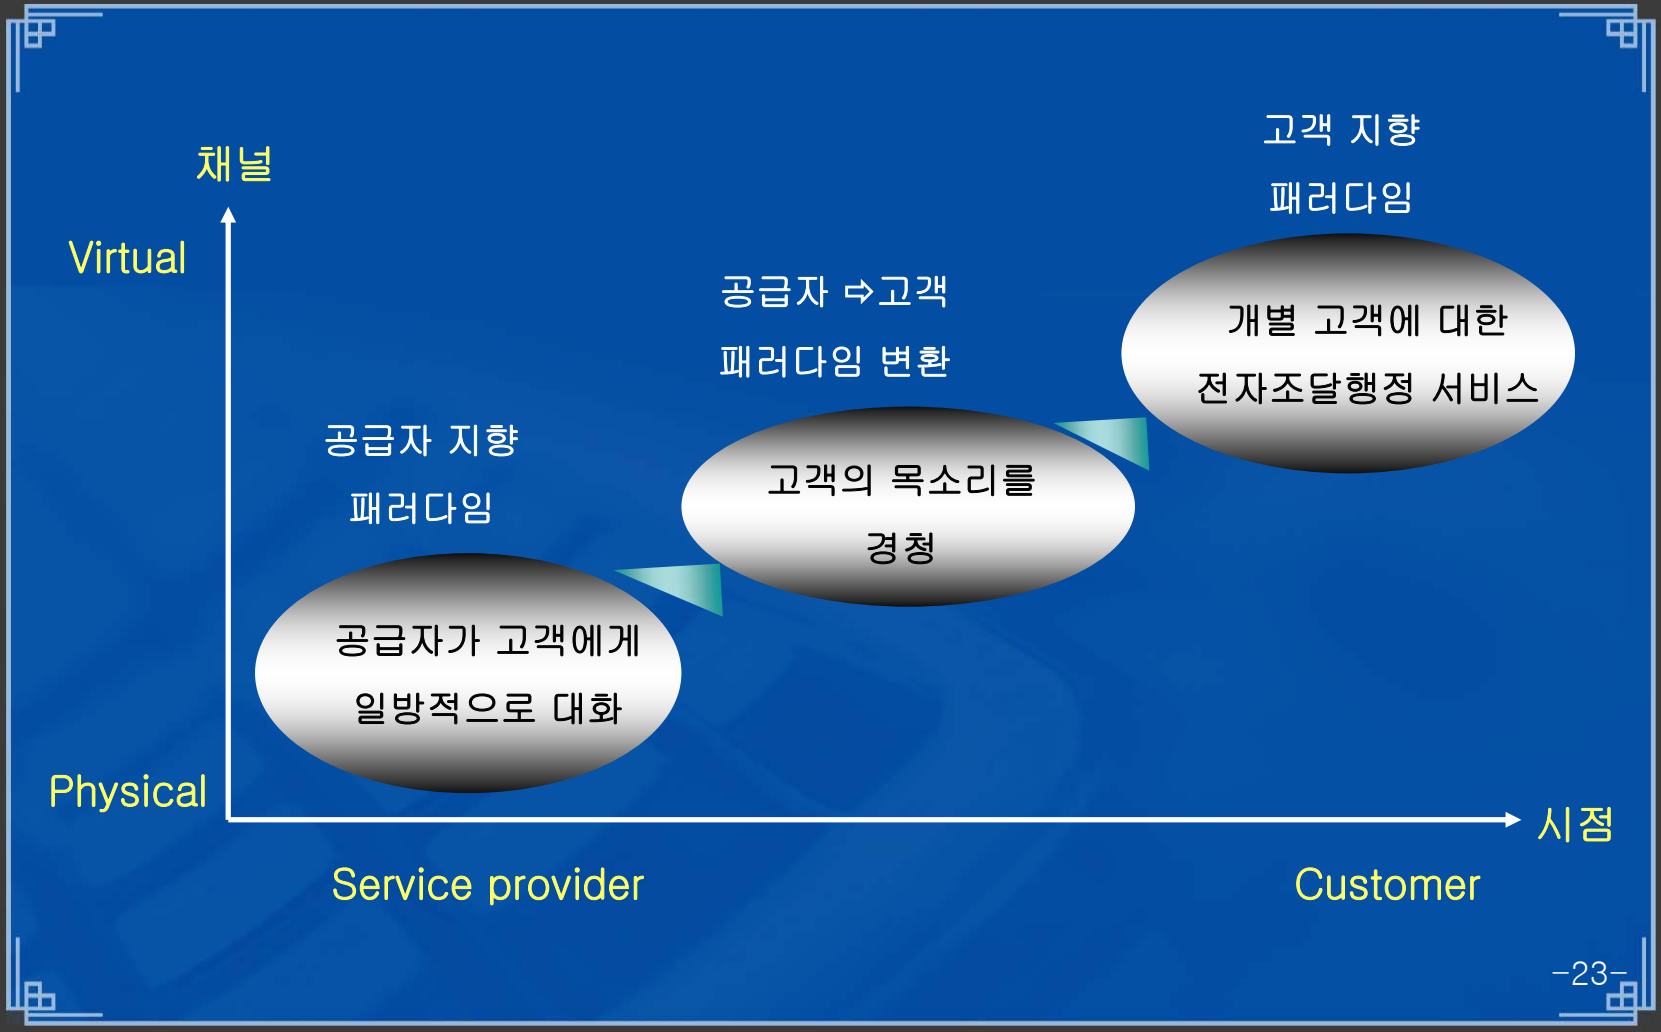 채널
Virtual
Physical
공급자 지향
패러다임
공급자가 고객에게
일방적으로 대화
공급자 ⇨고객
패러다임 변환
고객의 목소리를
경청
고객 지향
패러다임
개별 고객에 대한
전자조달행정 서비스
시점
Service provider
Customer
-23-